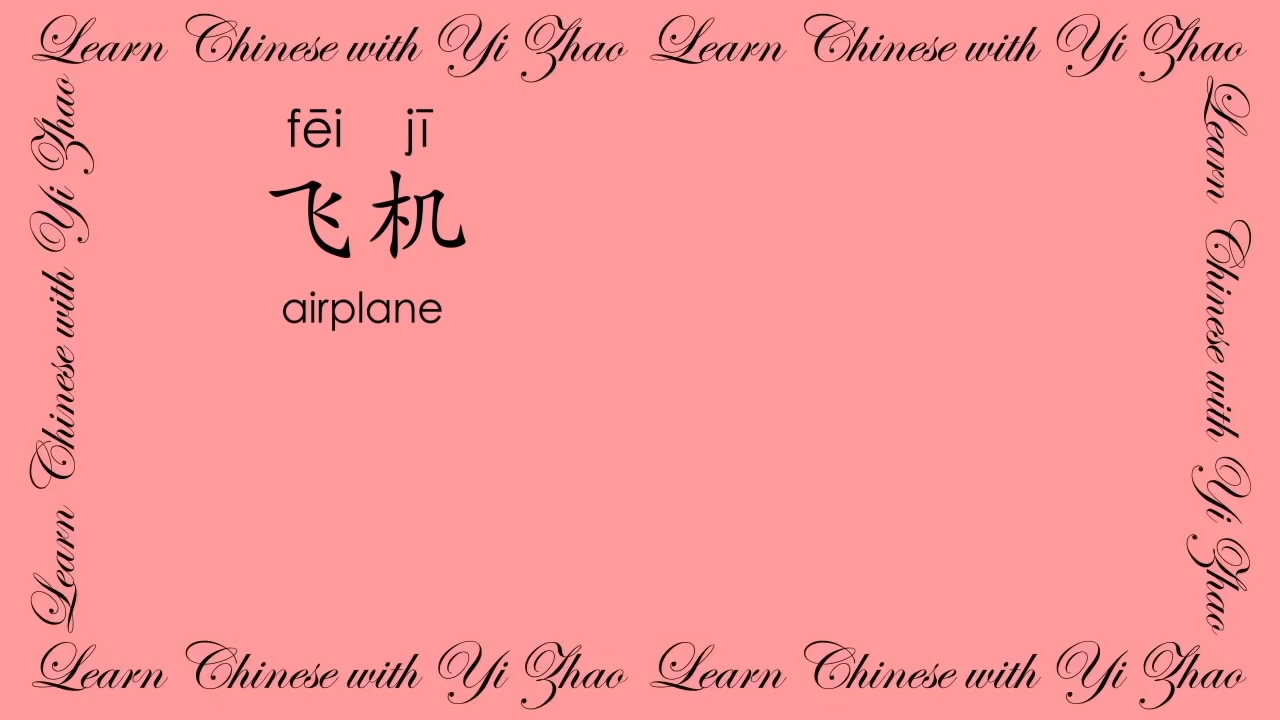 Learn Chinese with Yi Zhao Learn Chinese with Yi Zhao
Learn Chinese with Yi Zhao
fēi jī
飞机
airplane
Learn Chinese with Yi Zhao
Learn Chinese with Yi Zhao Learn Chinese with Yi Zhao